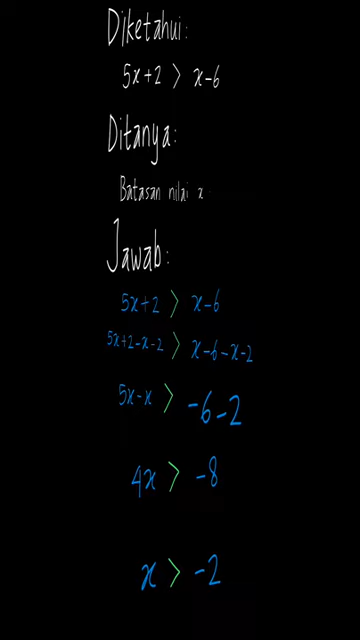 Diketahui:
5x+2 > x-6
Ditanya:
Batasan nilai x
Jawab:
5x+2 > x-6
5x+2-x-2 > x-6-x-2
5x-x > -6-2
4x > -8
x > -2